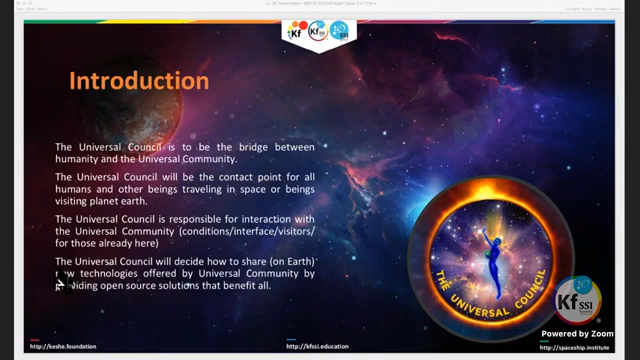 Kf
Kf SSI
SSI
Introduction
The Universal Council is to be the bridge between
humanity and the Universal Community.
The Universal Council will be the contact point for all
humans and other beings traveling in space or beings
visiting planet earth.
The Universal Council is responsible for interaction with
the Universal Community (conditions/interface/visitors/
for those already here)
The Universal Council will decide how to share (on Earth)
new technologies offered by Universal Community by
providing open source solutions that benefit all.
THE UNIVERSAL COUNCIL
Kf SSI
Powered by Zoom
http://keshe.foundation
http://kfssi.education
http://spaceship.institute